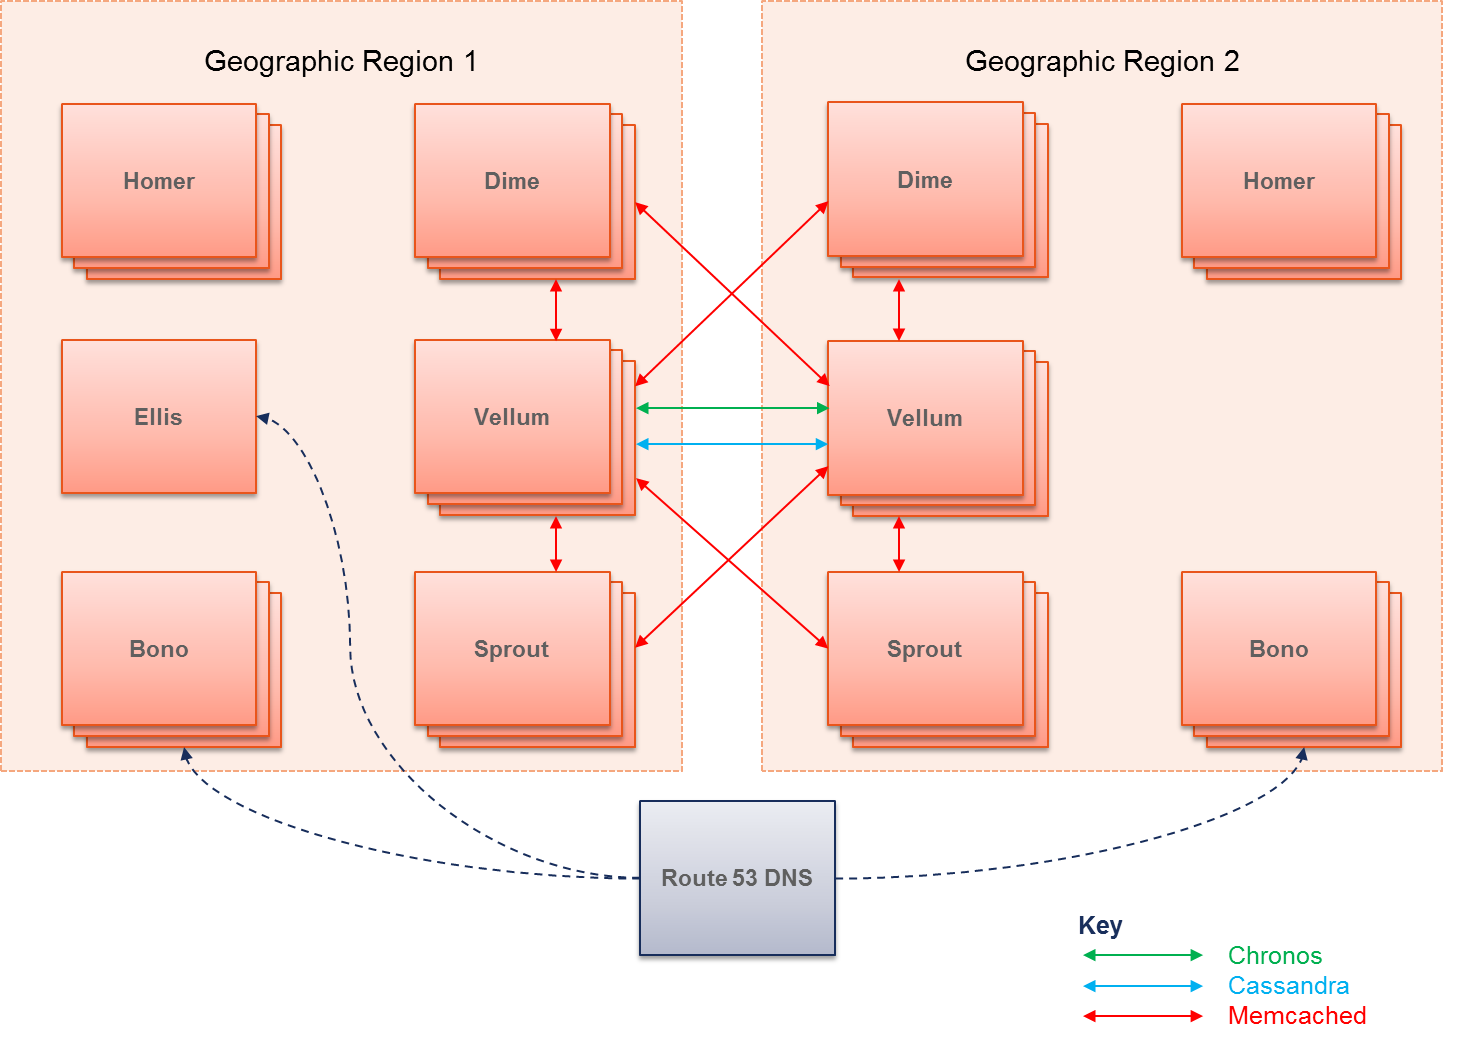 Geographic Region 1
Geographic Region 2
Homer
Dime
Dime
Homer
Ellis
Vellum
Vellum
Bono
Sprout
Sprout
Bono
Route 53 DNS
Key
Chronos
Cassandra
Memcached